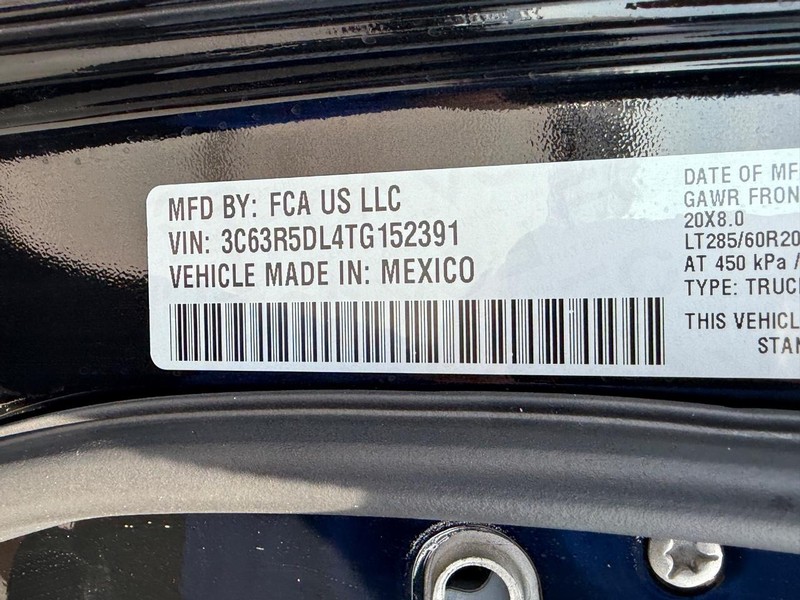 MFD BY: FCA US LLC
VIN: 3C63R5DL4TG152391
VEHICLE MADE IN: MEXICO
DATE OF MF
GAWR FRON
20X8.0
LT285/60R20
AT 450 kPa /
TYPE: TRUC
THIS VEHICL
STAN